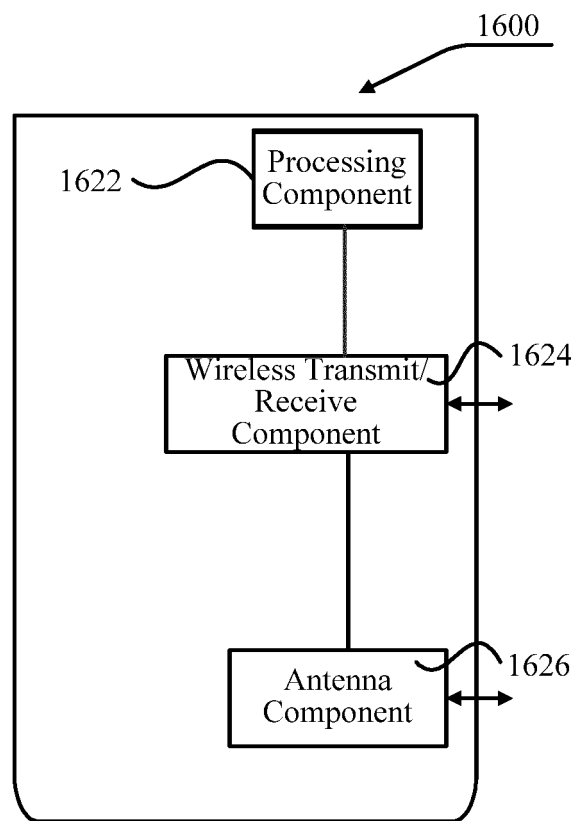 1600
Processing
Component
1622
Wireless Transmit/
Receive
Component
1624
Antenna
Component
1626